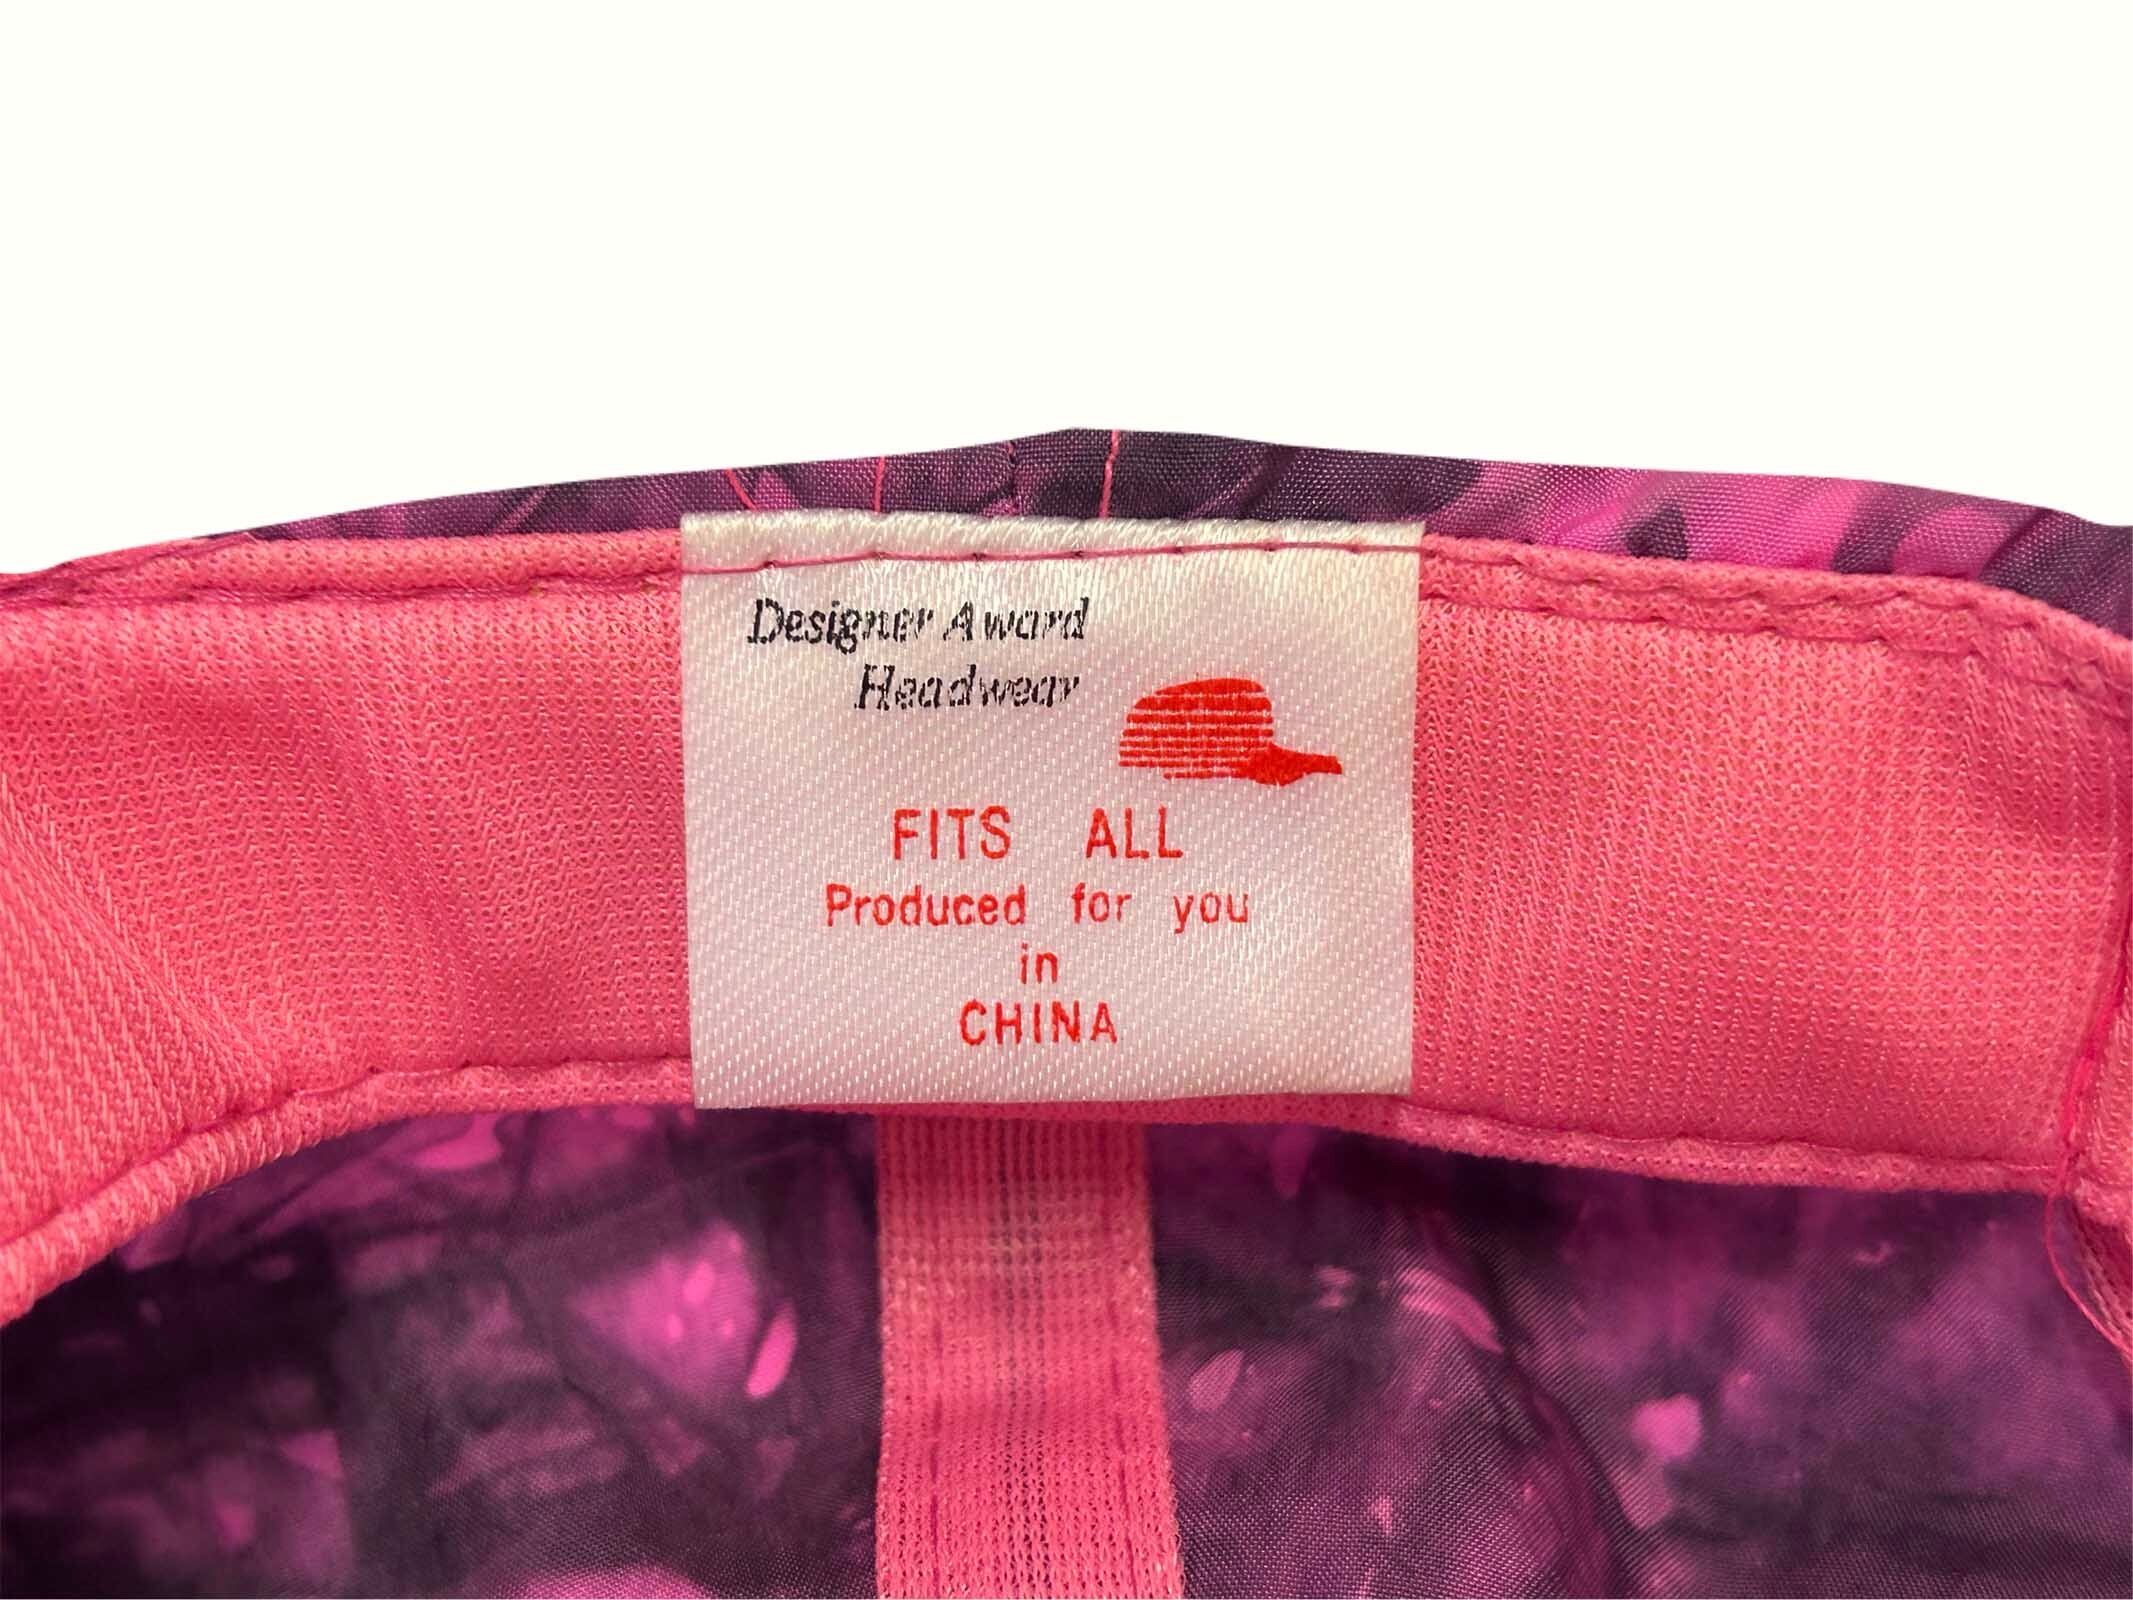 Designer Award
Headwear
FITS ALL
Produced for you
in
CHINA